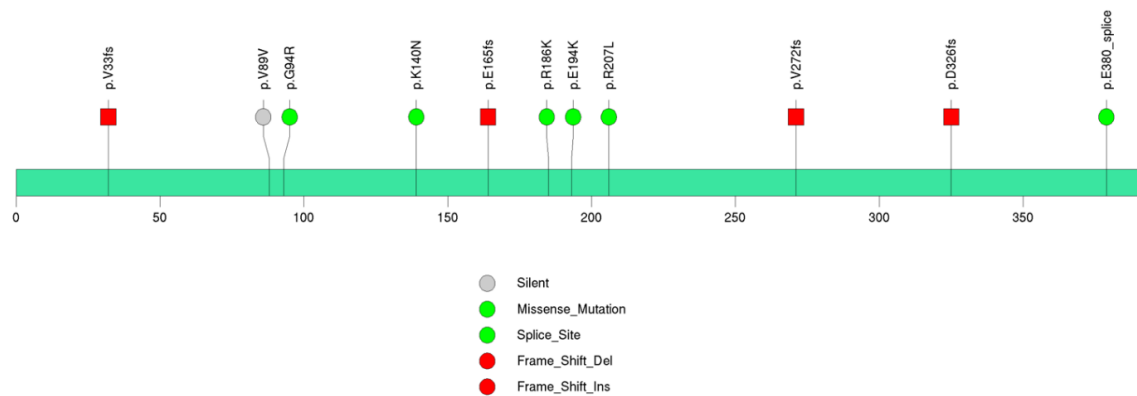 p.V33fs
p.V89V
p.G94R
p.K140N
p.E165fs
p.R186K
p.E194K
p.R207L
p.V272fs
p.D326fs
p.E380_splice
0 50 100 150 200 250 300 350
Silent
Missense_Mutation
Splice_Site
Frame_Shift_Del
Frame_Shift_Ins